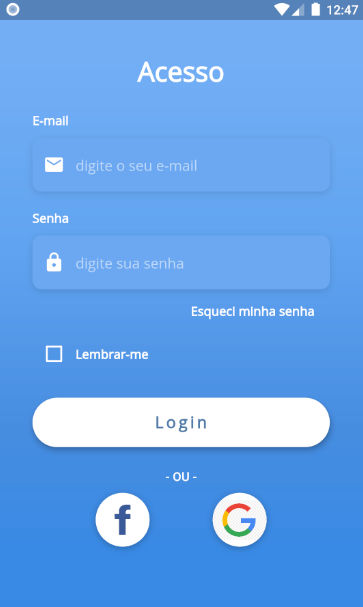 12:47
Acesso
E-mail
digite o seu e-mail
Senha
digite sua senha
Esqueci minha senha
Lembrar-me
Login
- OU -
f
G